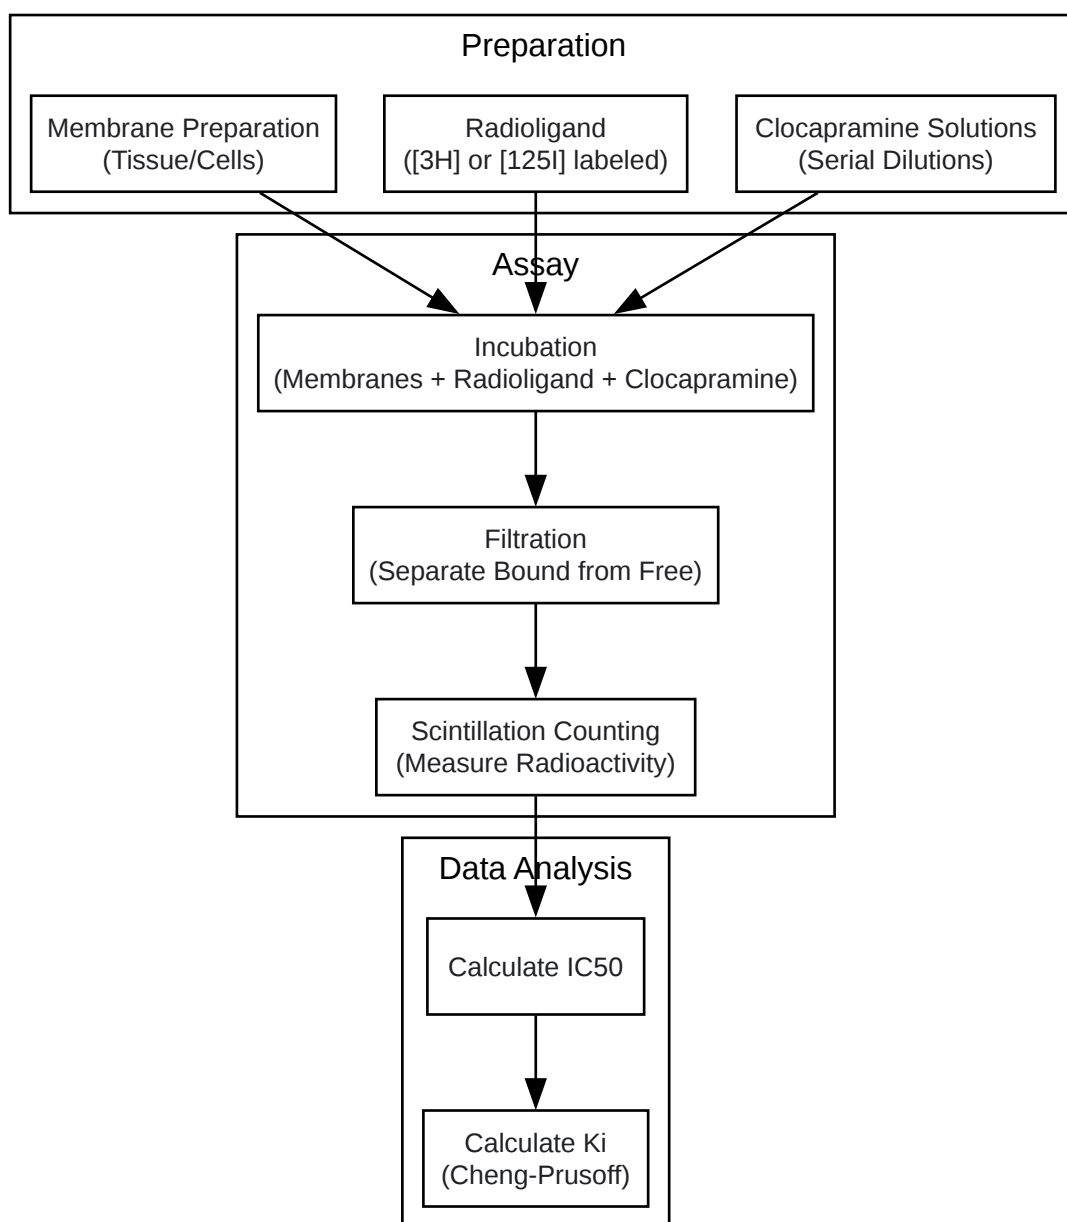 Preparation
Membrane Preparation
(Tissue/Cells)
Radioligand
([3H] or [125I] labeled)
Clocapramine Solutions
(Serial Dilutions)
Assay
Incubation
(Membranes + Radioligand + Clocapramine)
Filtration
(Separate Bound from Free)
Scintillation Counting
(Measure Radioactivity)
Data Analysis
Calculate IC50
Calculate Ki
(Cheng-Prusoff)